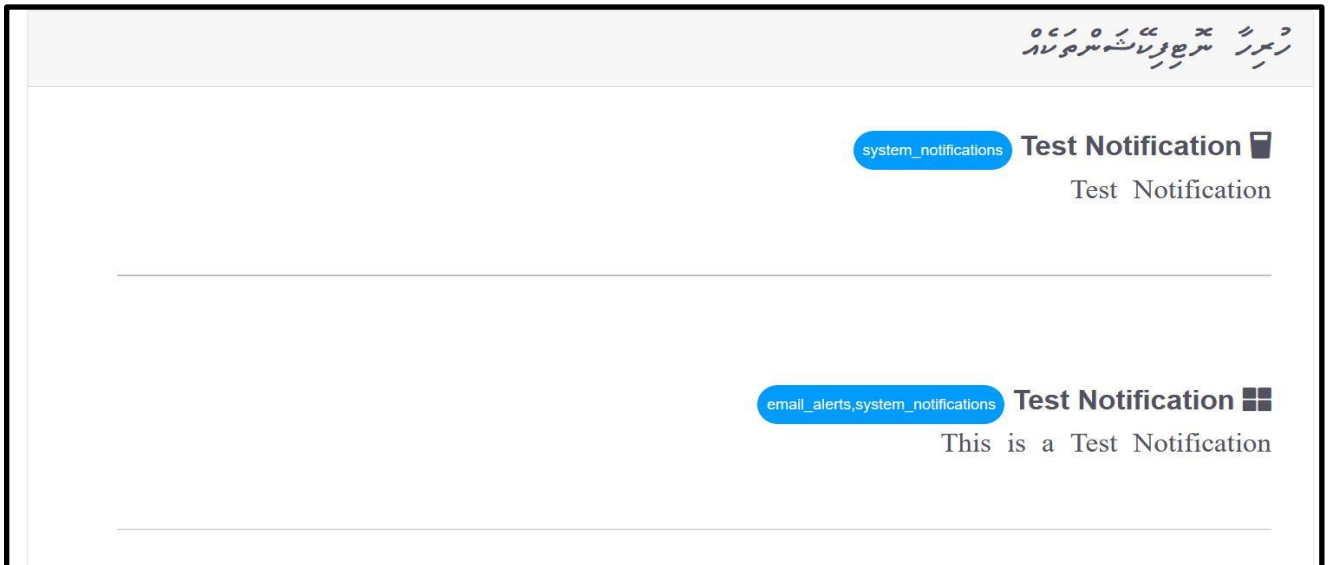 ހުރިހާ ނޮޓިފިކޭޝަންތަކެއް
Test Notification system_notifications
Test Notification
Test Notification email_alerts,system_notifications
This is a Test Notification